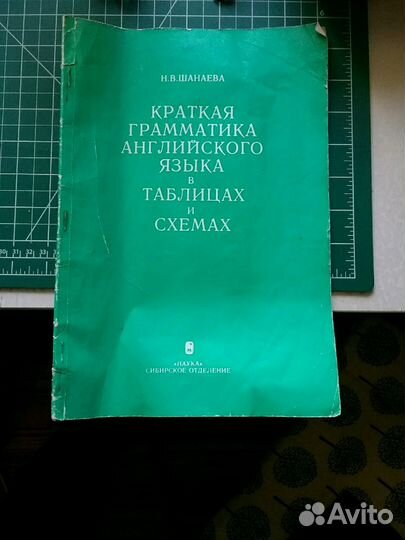 Н.В.ШАНАЕВА
КРАТКАЯ
ГРАММАТИКА
АНГЛИЙСКОГО
ЯЗЫКА
В
ТАБЛИЦАХ
И
СХЕМАХ
«НАУКА»
СИБИРСКОЕ ОТДЕЛЕНИЕ
Avito